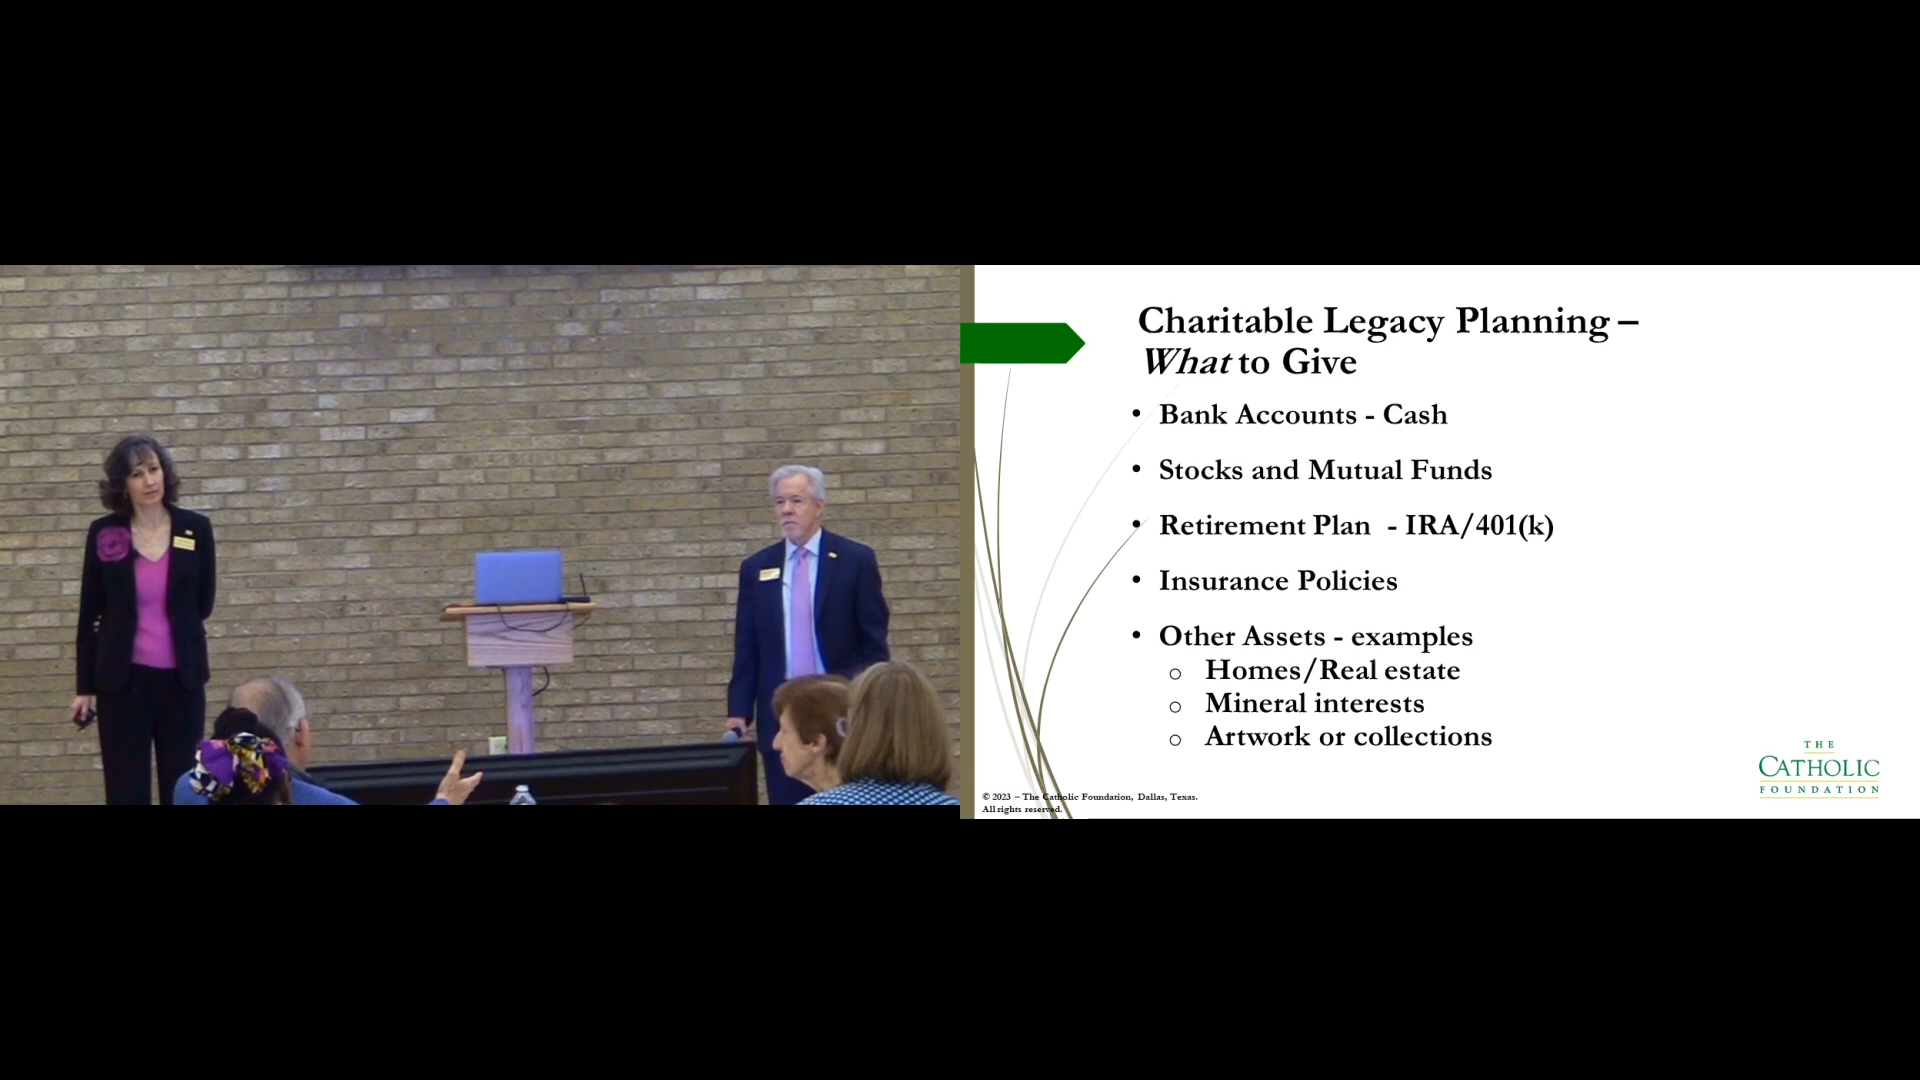 Charitable Legacy Planning –
What to Give
• Bank Accounts - Cash
• Stocks and Mutual Funds
• Retirement Plan - IRA/401(k)
• Insurance Policies
• Other Assets - examples
o Homes/Real estate
o Mineral interests
o Artwork or collections
THE
CATHOLIC
FOUNDATION
© 2023 – The Catholic Foundation, Dallas, Texas.
All rights reserved.